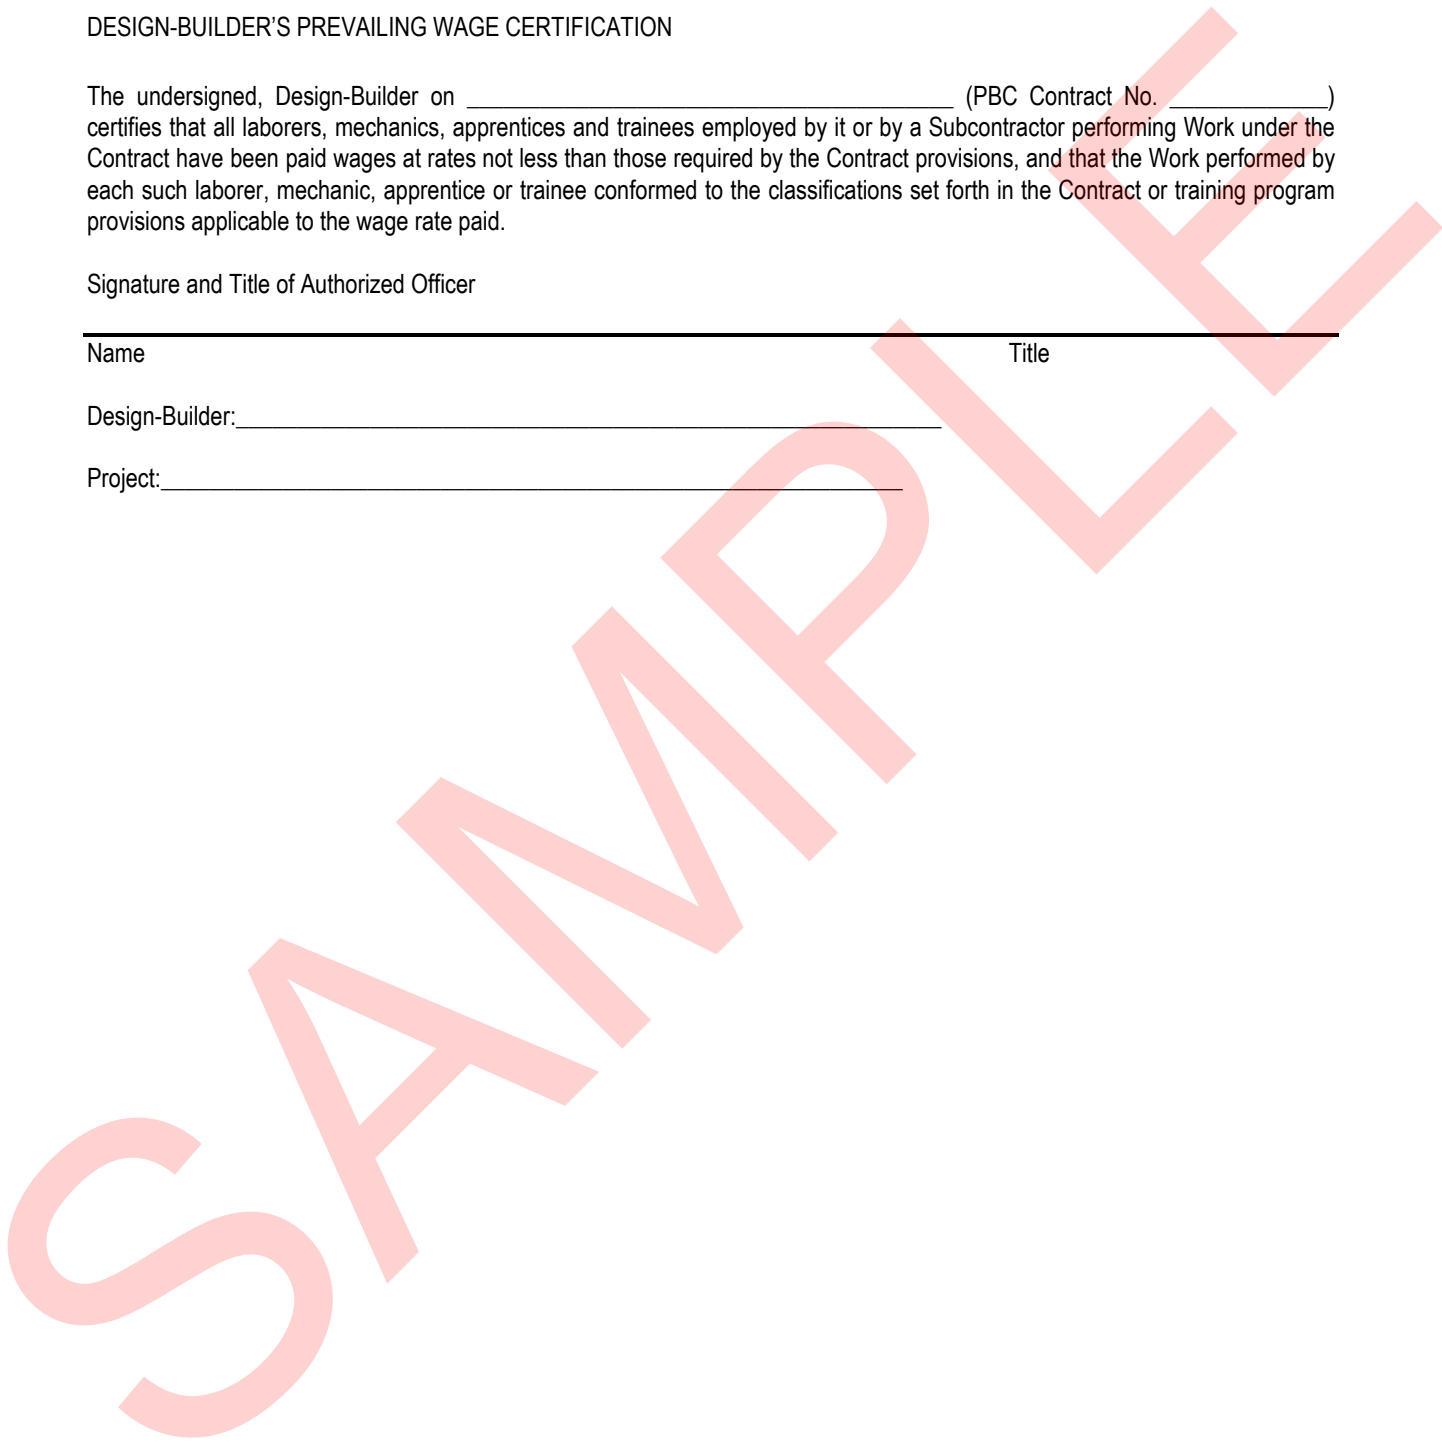 DESIGN-BUILDER’S PREVAILING WAGE CERTIFICATION
The undersigned, Design-Builder on ________________________________________ (PBC Contract No. _____________)
certifies that all laborers, mechanics, apprentices and trainees employed by it or by a Subcontractor performing Work under the
Contract have been paid wages at rates not less than those required by the Contract provisions, and that the Work performed by
each such laborer, mechanic, apprentice or trainee conformed to the classifications set forth in the Contract or training program
provisions applicable to the wage rate paid.
Signature and Title of Authorized Officer
Name Title
Design-Builder:__________________________________________________________
Project:_____________________________________________________________
SAMPLE